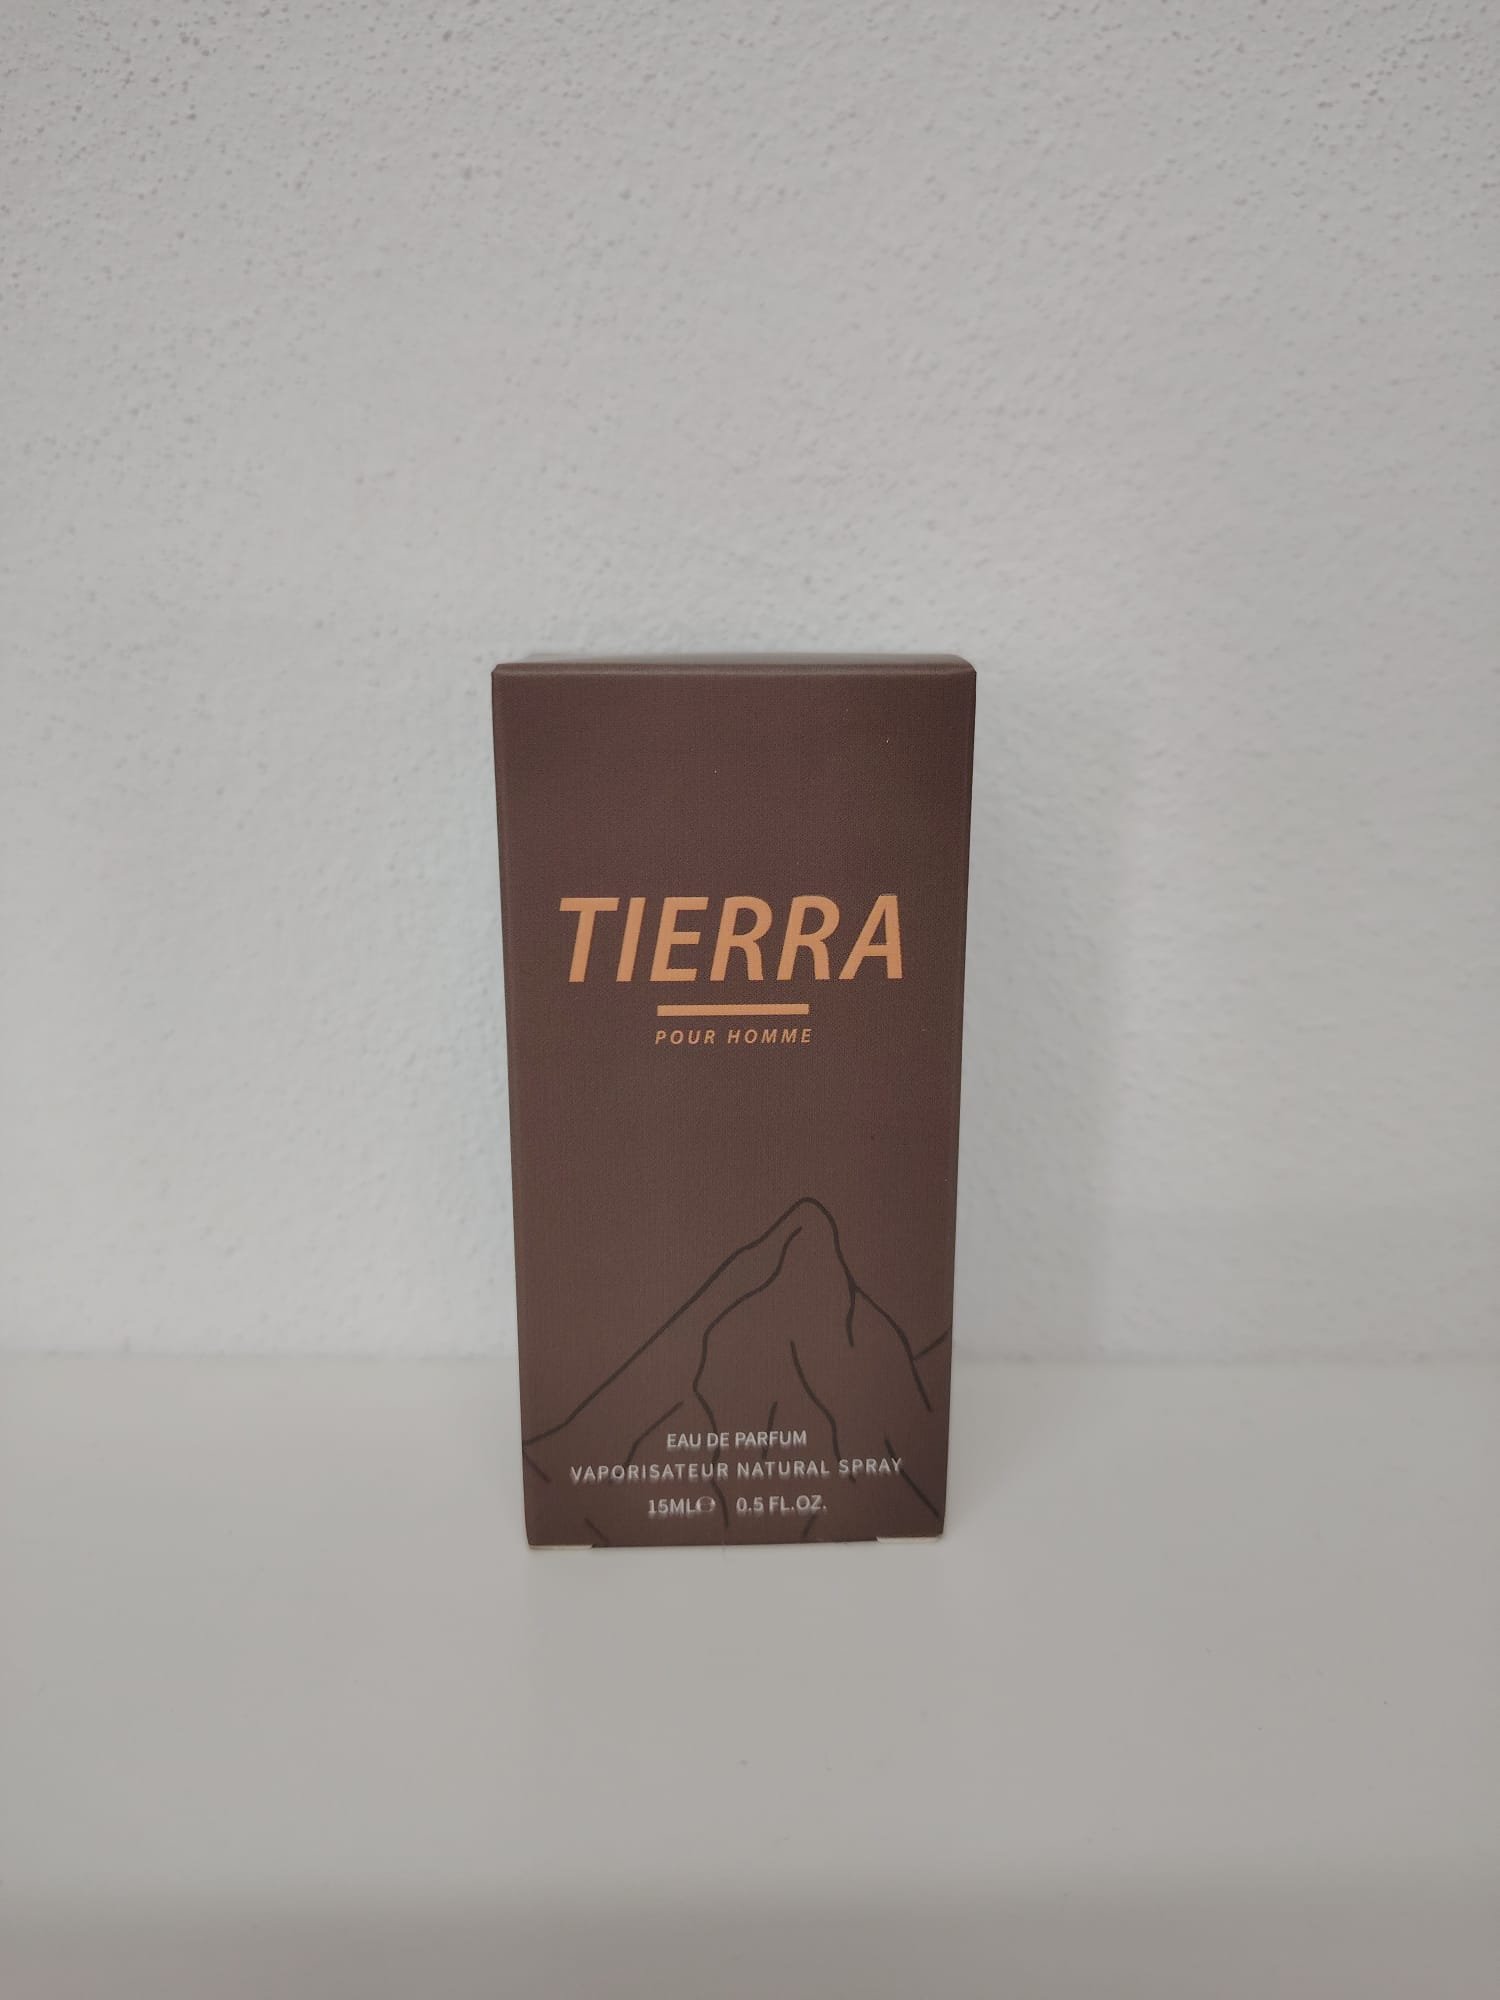 TIERRA
POUR HOMME
EAU DE PARFUM
VAPORISATEUR NATURAL SPRAY
15ML℮ 0.5 FL.OZ.